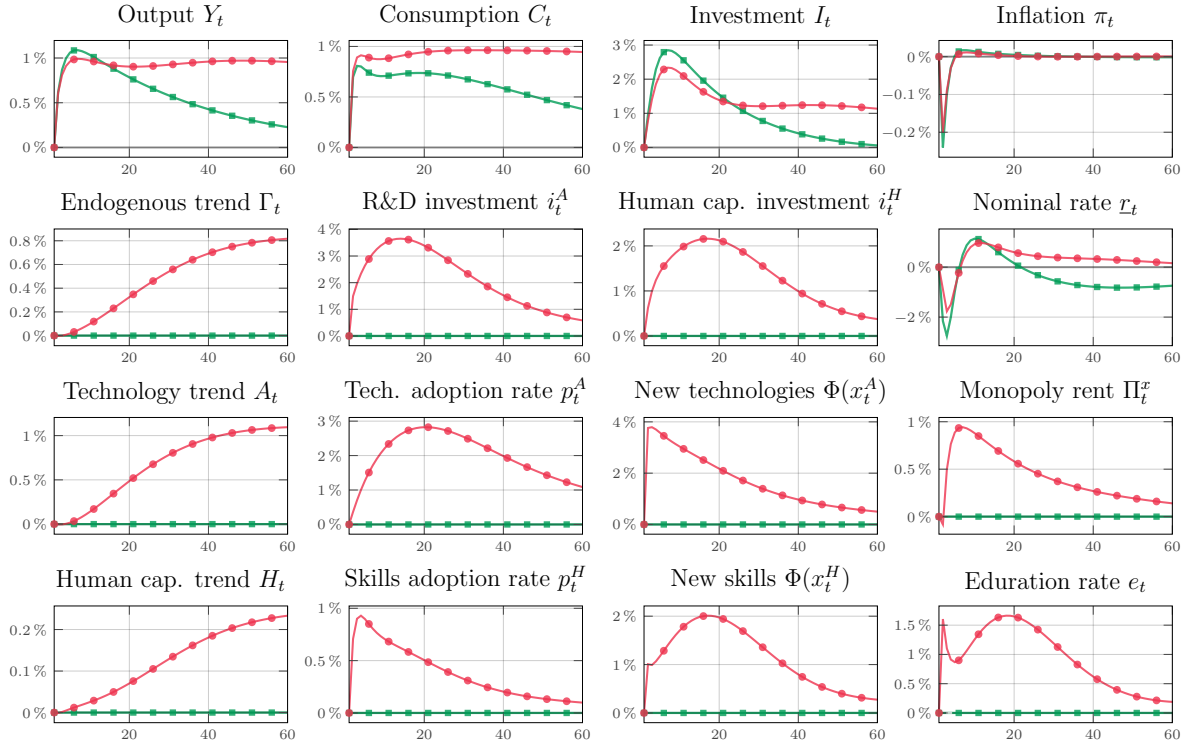 Output Y_t
Consumption C_t
Investment I_t
Inflation π_t
1 %
0.5 %
0 %
20 40 60
1 %
0.5 %
0 %
20 40 60
3 %
2 %
1 %
0 %
20 40 60
0 %
−0.1 %
−0.2 %
20 40 60
Endogenous trend Γ_t
R&D investment i_t^A
Human cap. investment i_t^H
Nominal rate r_t
0.8 %
0.6 %
0.4 %
0.2 %
0 %
20 40 60
4 %
3 %
2 %
1 %
0 %
20 40 60
2 %
1 %
0 %
20 40 60
0 %
−2 %
20 40 60
Technology trend A_t
Tech. adoption rate p_t^A
New technologies Φ(x_t^A)
Monopoly rent Π_t^x
1 %
0.5 %
0 %
20 40 60
3 %
2 %
1 %
0 %
20 40 60
4 %
2 %
0 %
20 40 60
1 %
0.5 %
0 %
20 40 60
Human cap. trend H_t
Skills adoption rate p_t^H
New skills Φ(x_t^H)
Eduration rate e_t
0.2 %
0.1 %
0 %
20 40 60
1 %
0.5 %
0 %
20 40 60
2 %
1 %
0 %
20 40 60
1.5 %
1 %
0.5 %
0 %
20 40 60